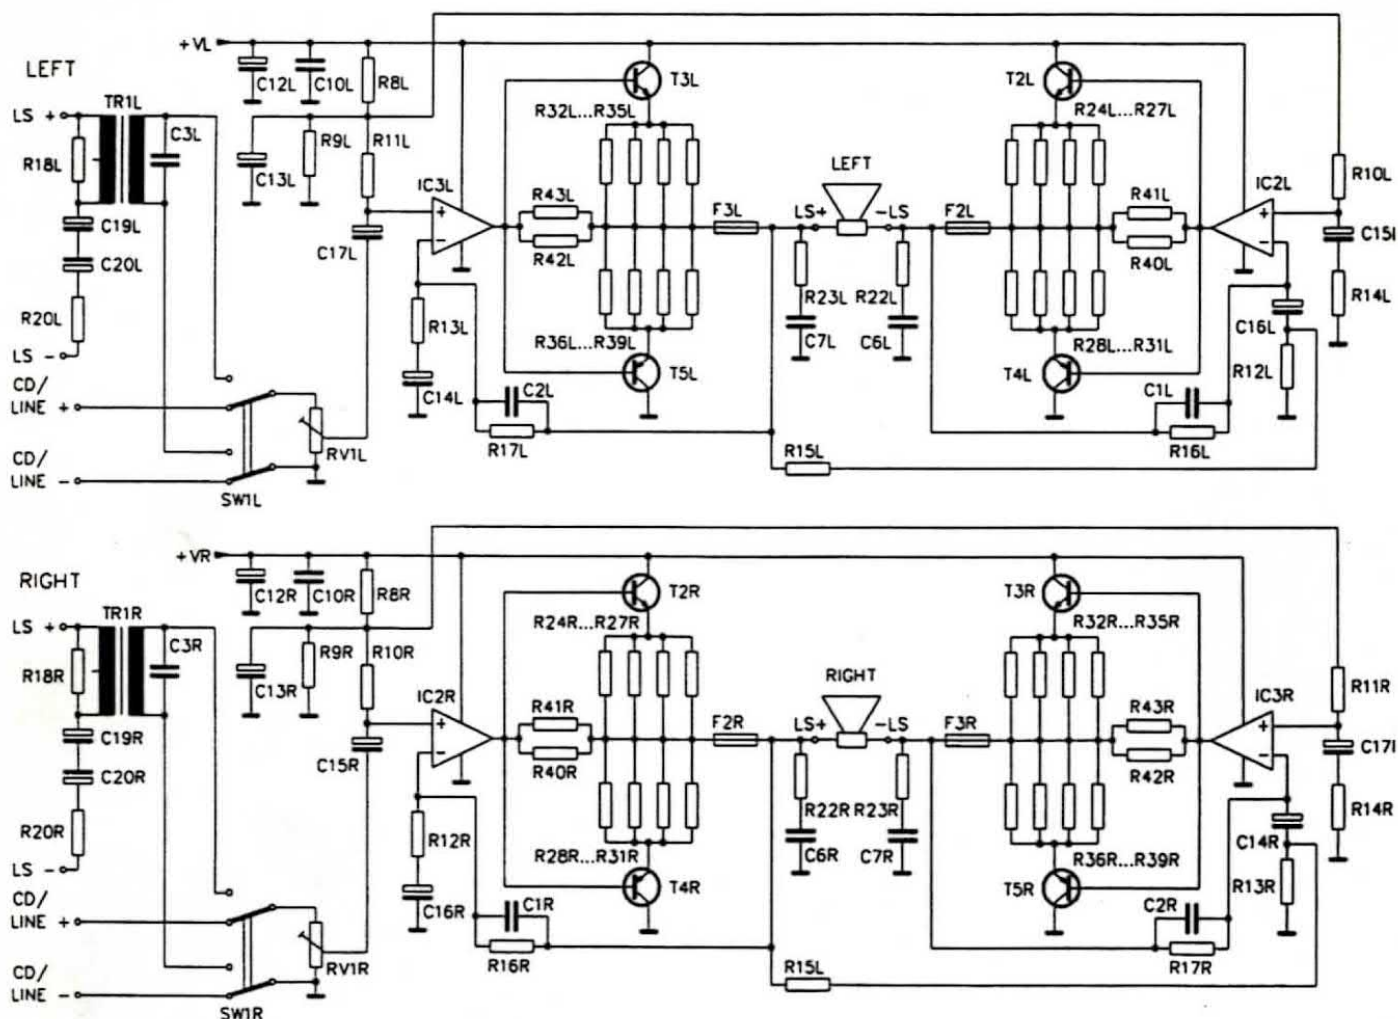 +VL
LEFT
LS +
TR1L
C3L
R18L
C19L
C20L
R20L
LS -
CD/
LINE +
CD/
LINE -
SW1L
RV1L
C12L
C10L
R8L
R9L
R11L
C13L
C17L
IC3L
+
-
R13L
C14L
R43L
R42L
R32L...R35L
T3L
R36L...R39L
T5L
C2L
R17L
F3L
LEFT
LS+
-LS
R23L
C7L
R22L
C6L
F2L
R15L
T2L
R24L...R27L
R41L
R40L
R28L...R31L
T4L
C1L
R16L
IC2L
+
-
C16L
R12L
R10L
C15I
R14L
+VR
RIGHT
LS +
TR1R
C3R
R18R
C19R
C20R
R20R
LS -
CD/
LINE +
CD/
LINE -
SW1R
RV1R
C12R
C10R
R8R
R9R
R10R
C13R
C15R
IC2R
+
-
R12R
C16R
R41R
R40R
T2R
R24R...R27R
R28R...R31R
T4R
C1R
R16R
F2R
RIGHT
LS+
-LS
R22R
C6R
R23R
C7R
F3R
R15L
T3R
R32R...R35R
R43R
R42R
R36R...R39R
T5R
C2R
R17R
IC3R
+
-
C14R
R13R
R11R
C17I
R14R